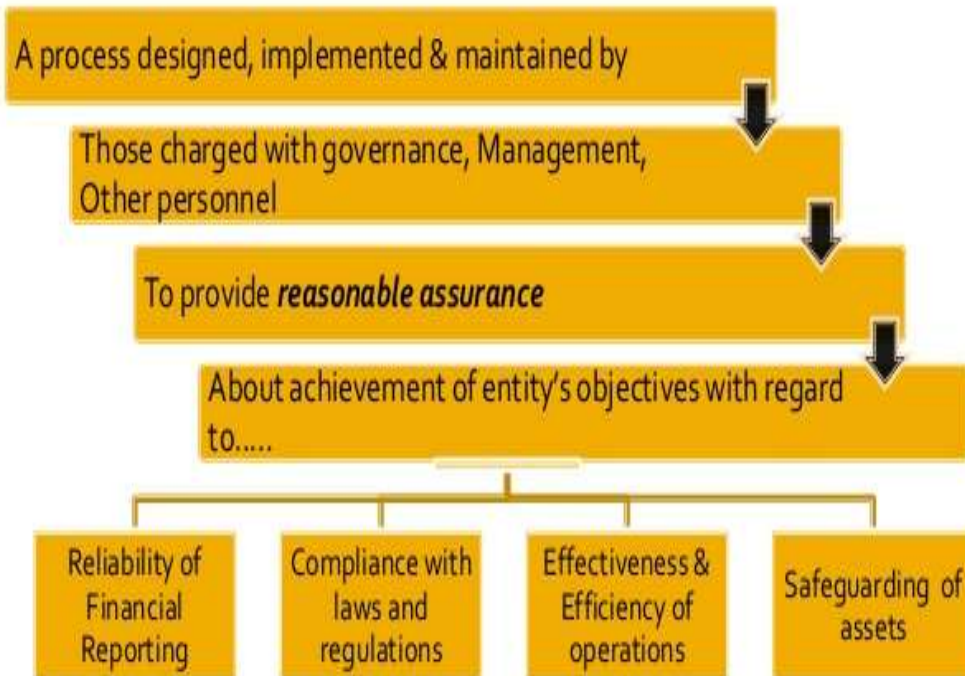 A process designed, implemented & maintained by
Those charged with governance, Management,
Other personnel
To provide reasonable assurance
About achievement of entity's objectives with regard
to.....
Reliability of
Financial
Reporting
Compliance with
laws and
regulations
Effectiveness &
Efficiency of
operations
Safeguarding of
assets